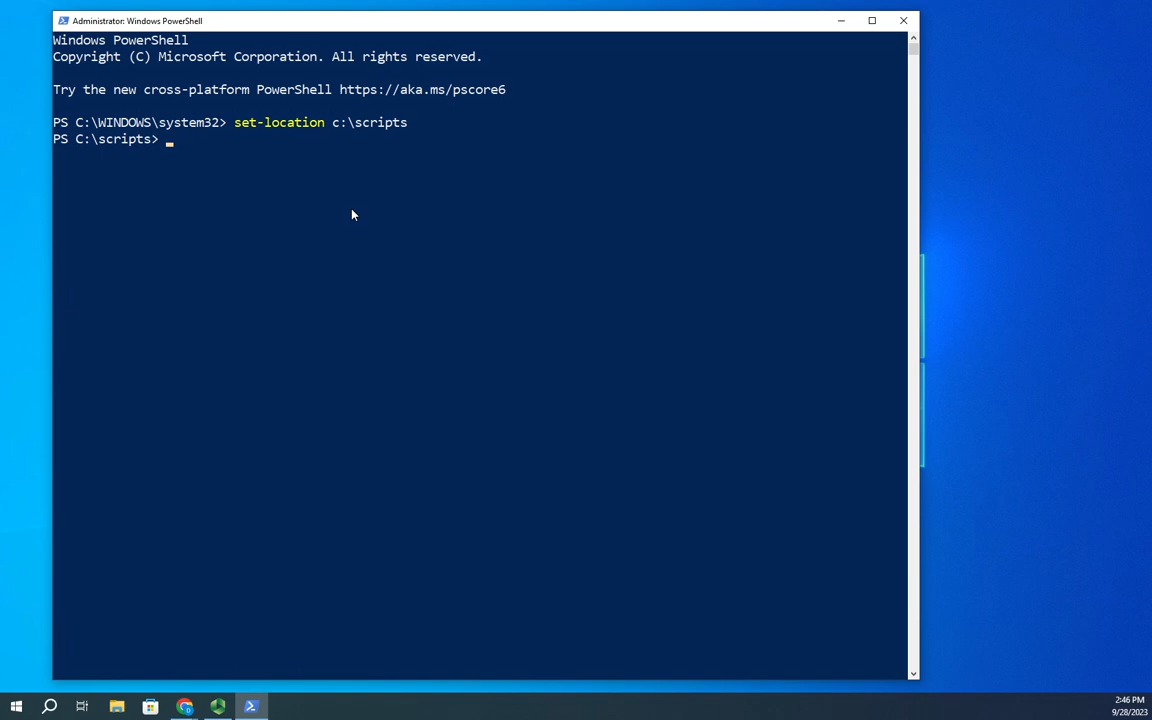 Administrator: Windows PowerShell
Windows PowerShell
Copyright (C) Microsoft Corporation. All rights reserved.
Try the new cross-platform PowerShell https://aka.ms/pscore6
PS C:\WINDOWS\system32> set-location c:\scripts
PS C:\scripts>
2:46 PM
9/28/2023